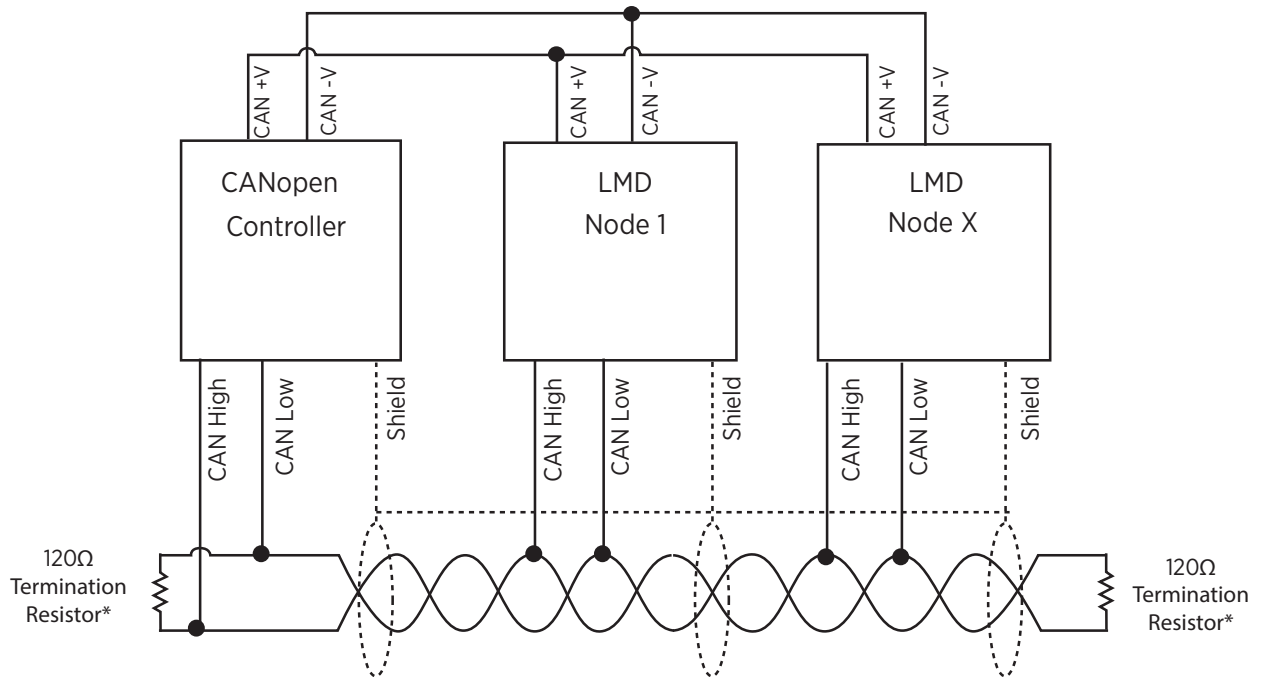 CAN +V
CAN -V
CAN +V
CAN -V
CAN +V
CAN -V
CANopen
Controller
LMD
Node 1
LMD
Node X
CAN High
CAN Low
Shield
CAN High
CAN Low
Shield
CAN High
CAN Low
Shield
120Ω
Termination
Resistor*
120Ω
Termination
Resistor*